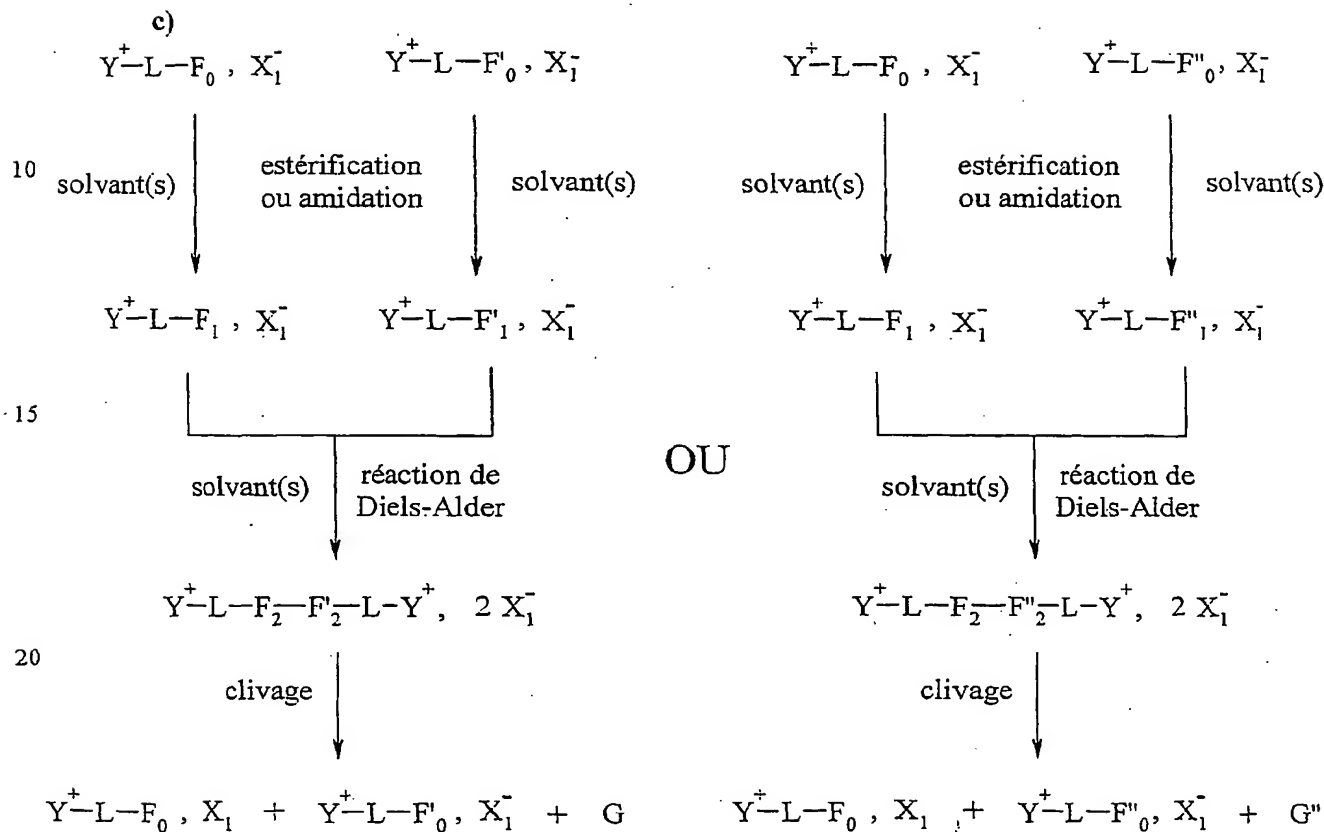 c)
Y⁺—L—F₀ , X₁⁻ Y⁺—L—F'₀, X₁⁻ Y⁺—L—F₀ , X₁⁻ Y⁺—L—F"₀, X₁⁻
10 solvant(s) estérification ou amidation solvant(s) solvant(s) estérification ou amidation solvant(s)
Y⁺—L—F₁ , X₁⁻ Y⁺—L—F'₁, X₁⁻ Y⁺—L—F₁ , X₁⁻ Y⁺—L—F"₁, X₁⁻
15
OU
solvant(s) réaction de Diels-Alder solvant(s) réaction de Diels-Alder
Y⁺—L—F₂—F'₂—L—Y⁺, 2 X₁⁻ Y⁺—L—F₂—F"₂—L—Y⁺, 2 X₁⁻
20
clivage clivage
Y⁺—L—F₀, X₁ + Y⁺—L—F'₀, X₁⁻ + G Y⁺—L—F₀, X₁ + Y⁺—L—F"₀, X₁⁻ + G"